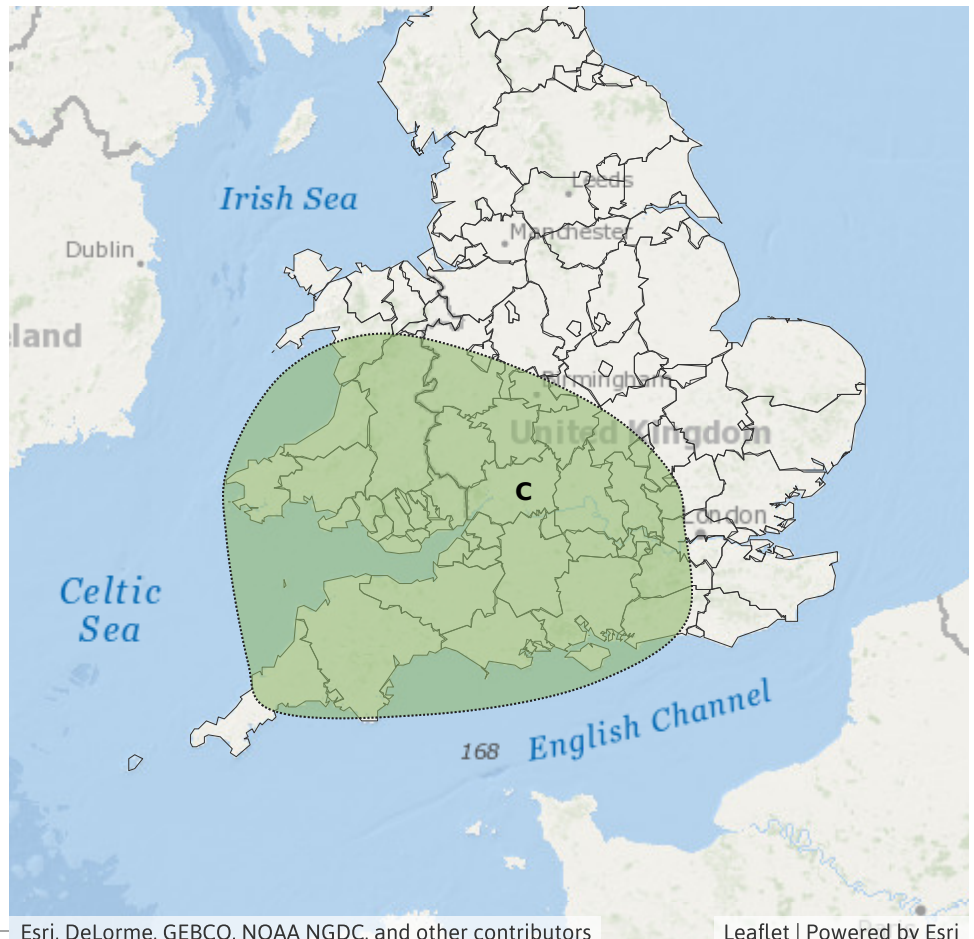 Leeds
Irish Sea
Manchester
Dublin
eland
Birmingham
United Kingdom
C
London
Celtic
Sea
English Channel
168
Esri, DeLorme, GEBCO, NOAA NGDC, and other contributors
Leaflet | Powered by Esri